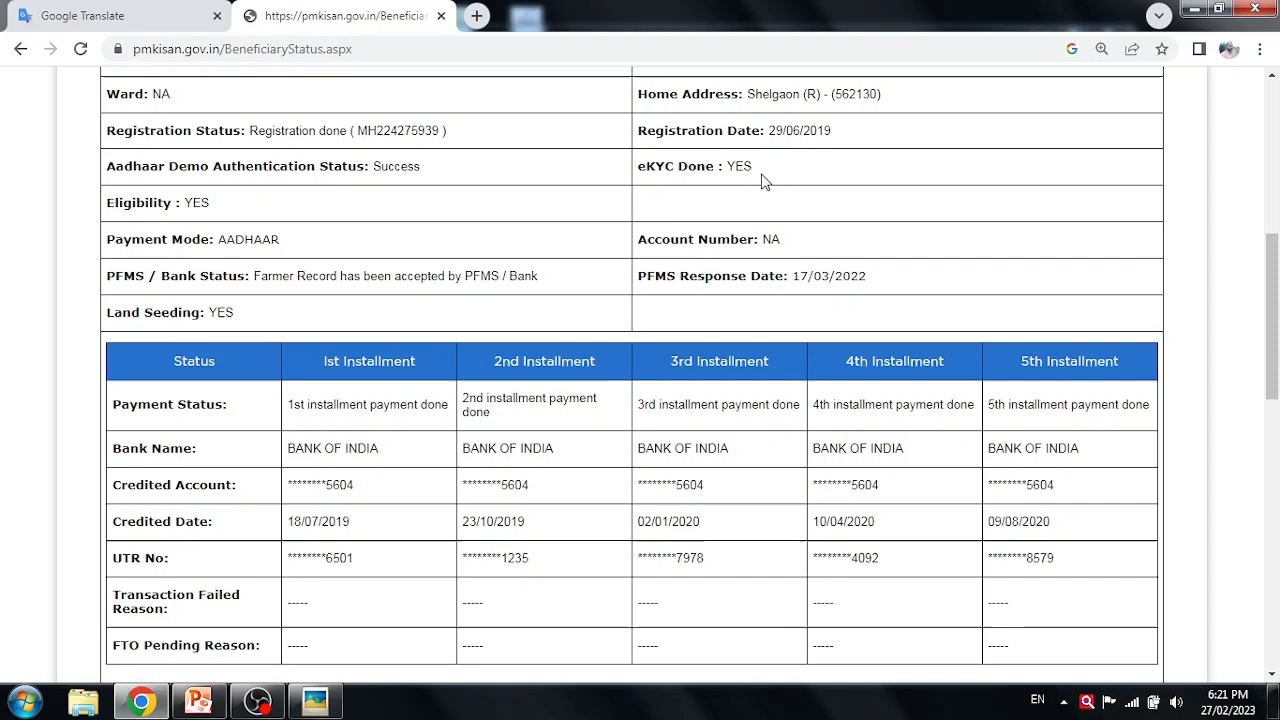 Google Translate
https://pmkisan.gov.in/Beneficiar
pmkisan.gov.in/BeneficiaryStatus.aspx
Ward: NA
Home Address: Shelgaon (R) - (562130)
Registration Status: Registration done ( MH224275939 )
Registration Date: 29/06/2019
Aadhaar Demo Authentication Status: Success
eKYC Done : YES
Eligibility : YES
Payment Mode: AADHAAR
Account Number: NA
PFMS / Bank Status: Farmer Record has been accepted by PFMS / Bank
PFMS Response Date: 17/03/2022
Land Seeding: YES
Status 1st Installment 2nd Installment 3rd Installment 4th Installment 5th Installment
Payment Status: 1st installment payment done 2nd installment payment done 3rd installment payment done 4th installment payment done 5th installment payment done
Bank Name: BANK OF INDIA BANK OF INDIA BANK OF INDIA BANK OF INDIA BANK OF INDIA
Credited Account: ********5604 ********5604 ********5604 ********5604 ********5604
Credited Date: 18/07/2019 23/10/2019 02/01/2020 10/04/2020 09/08/2020
UTR No: ********6501 ********1235 ********7978 ********4092 ********8579
Transaction Failed Reason: ----- ----- ----- ----- -----
FTO Pending Reason: ----- ----- ----- ----- -----
EN
6:21 PM
27/02/2023